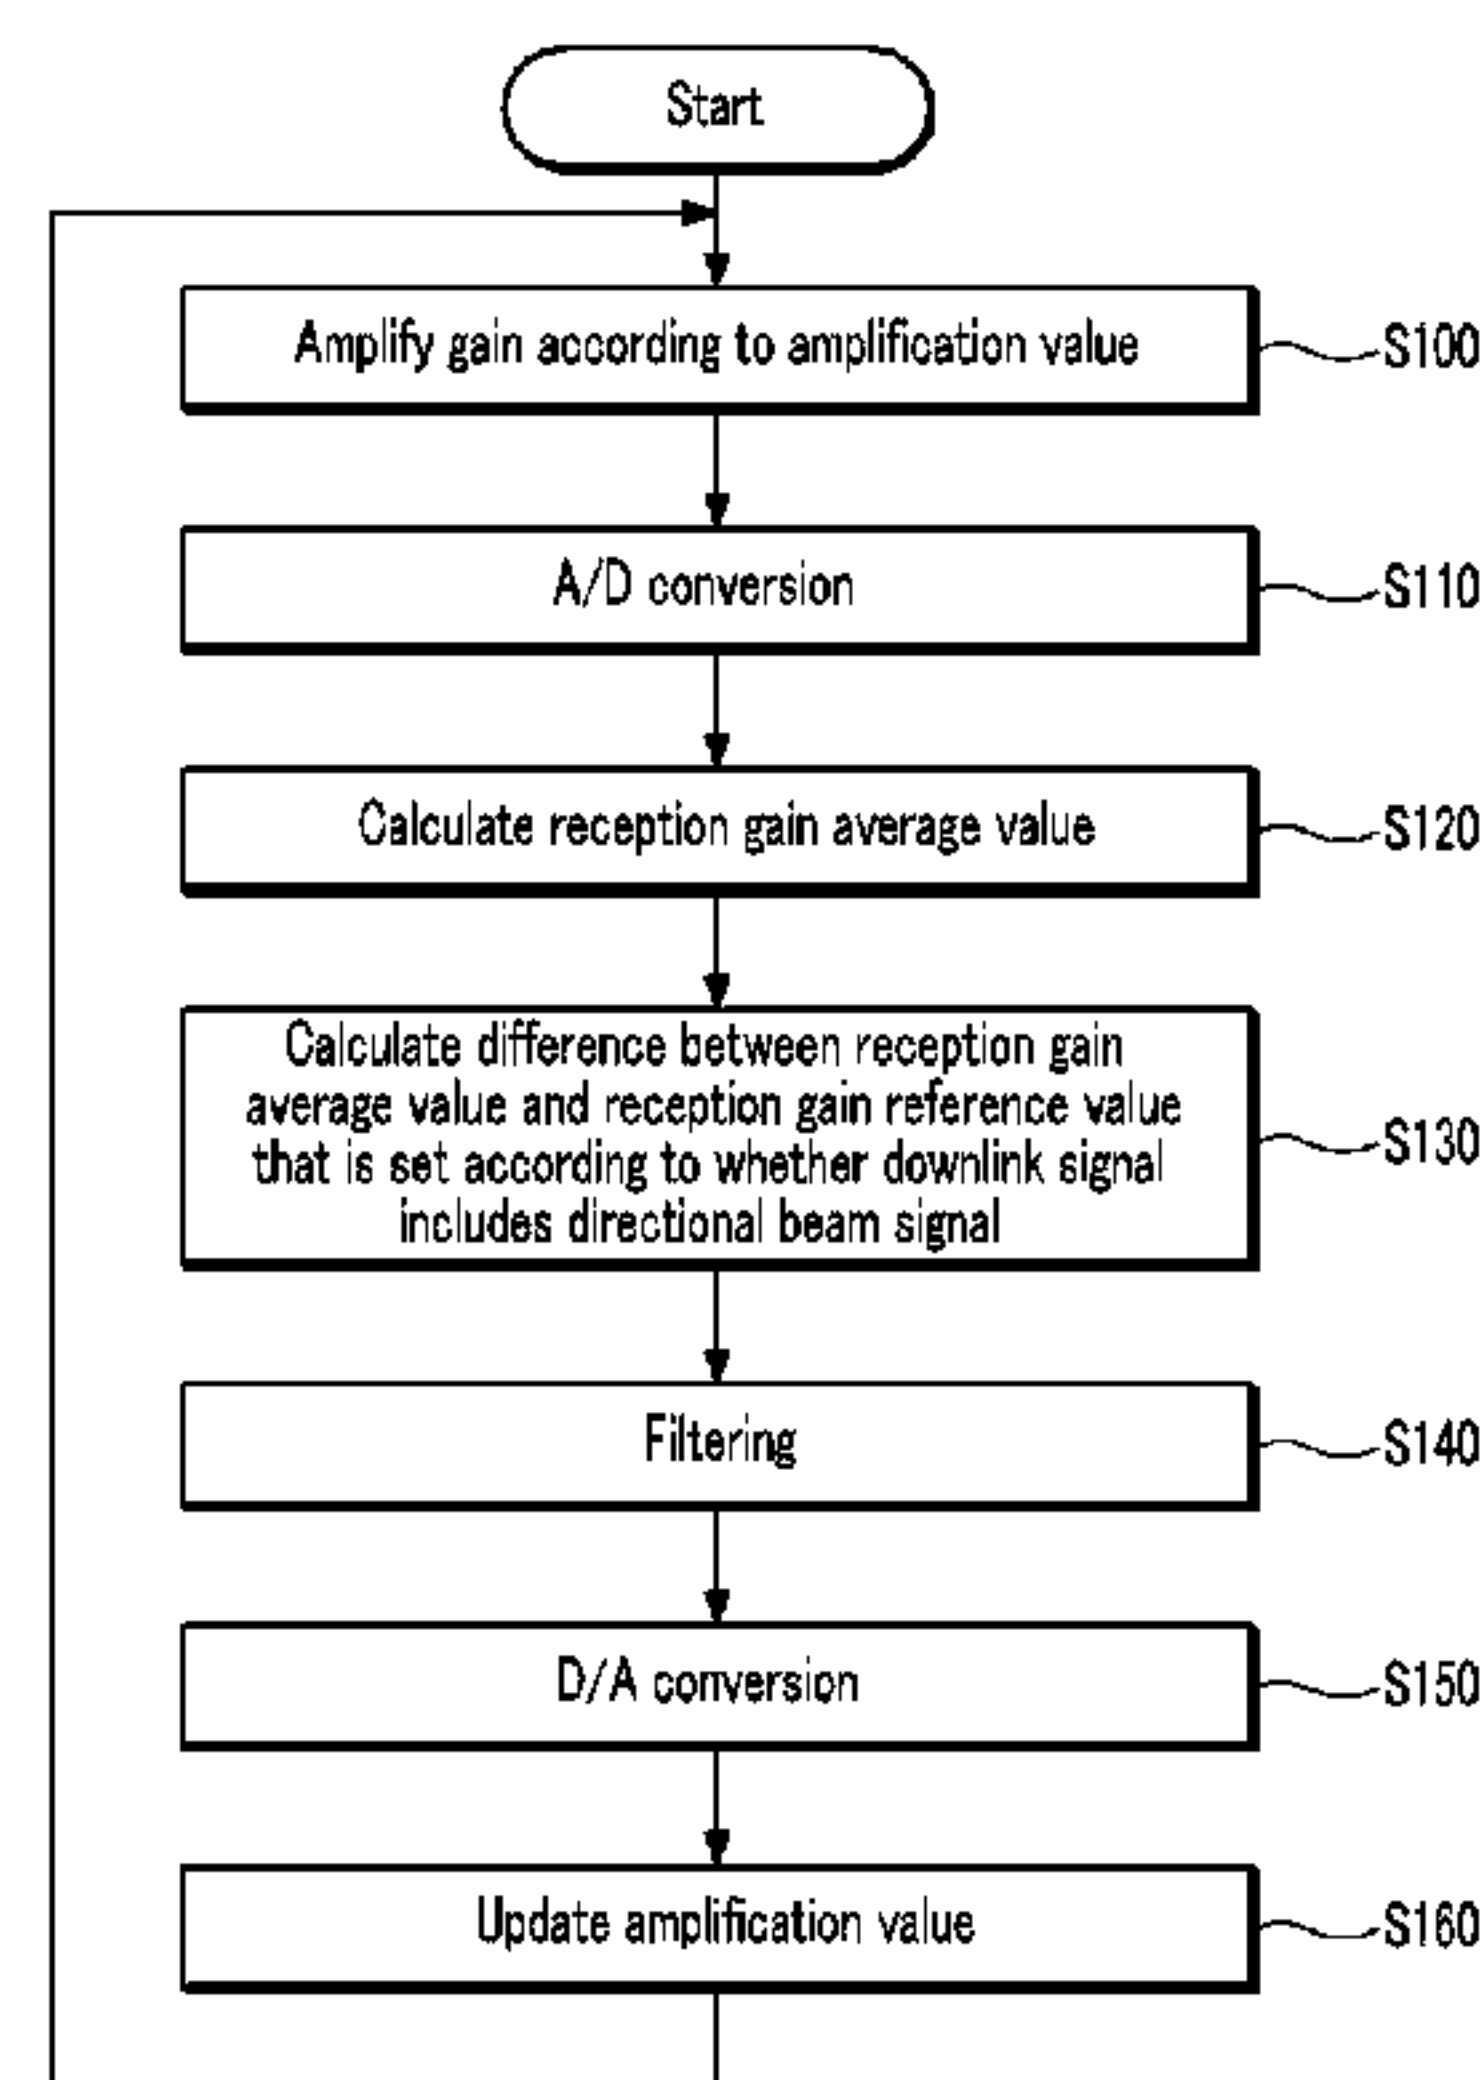 Start
Amplify gain according to amplification value
S100
A/D conversion
S110
Calculate reception gain average value
S120
Calculate difference between reception gain
average value and reception gain reference value
that is set according to whether downlink signal
includes directional beam signal
S130
Filtering
S140
D/A conversion
S150
Update amplification value
S160